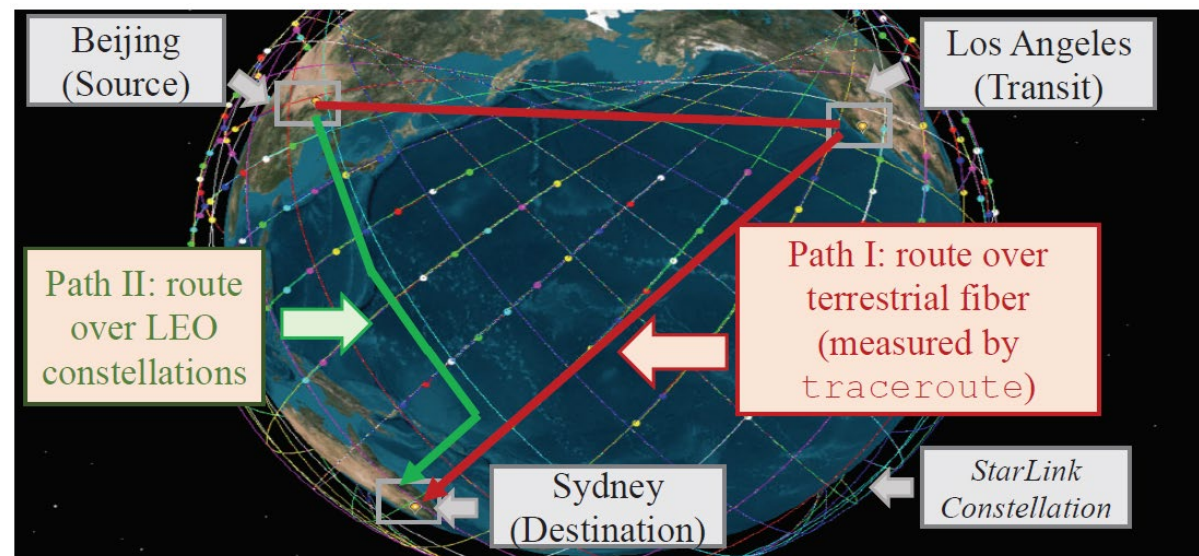 Beijing
(Source)
Los Angeles
(Transit)
Path II: route
over LEO
constellations
Path I: route over
terrestrial fiber
(measured by
traceroute)
Sydney
(Destination)
StarLink
Constellation